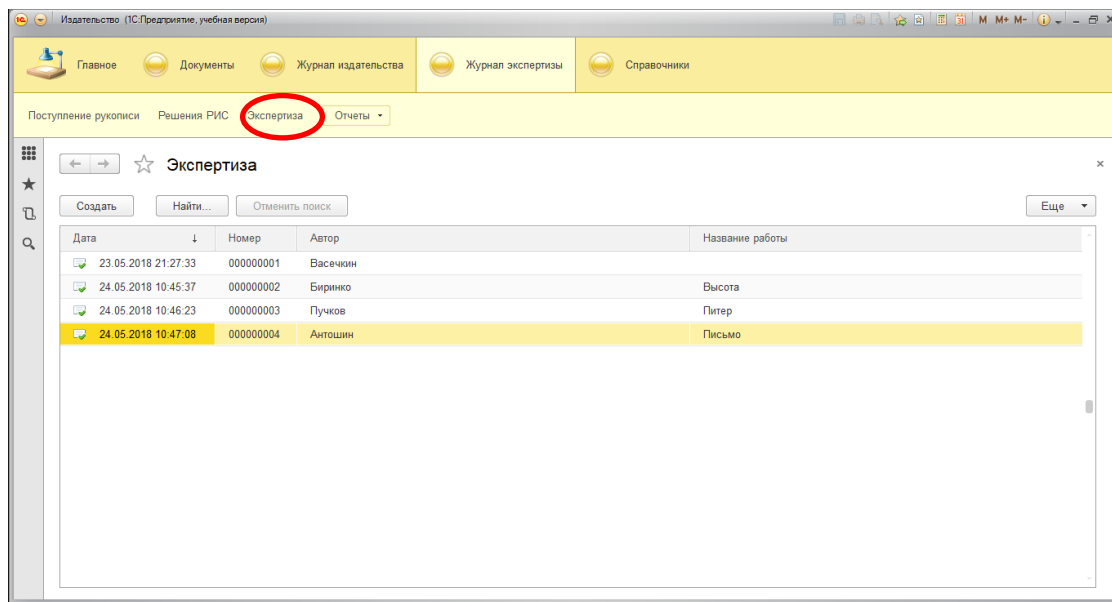 Издательство (1С:Предприятие, учебная версия) M M+ M-
Главное Документы Журнал издательства Журнал экспертизы Справочники
Поступление рукописи Решения РИС Экспертиза Отчеты
Экспертиза
Создать Найти... Отменить поиск Еще
Дата ↓ Номер Автор Название работы
23.05.2018 21:27:33 000000001 Васечкин
24.05.2018 10:45:37 000000002 Биринко Высота
24.05.2018 10:46:23 000000003 Пучков Питер
24.05.2018 10:47:08 000000004 Антошин Письмо